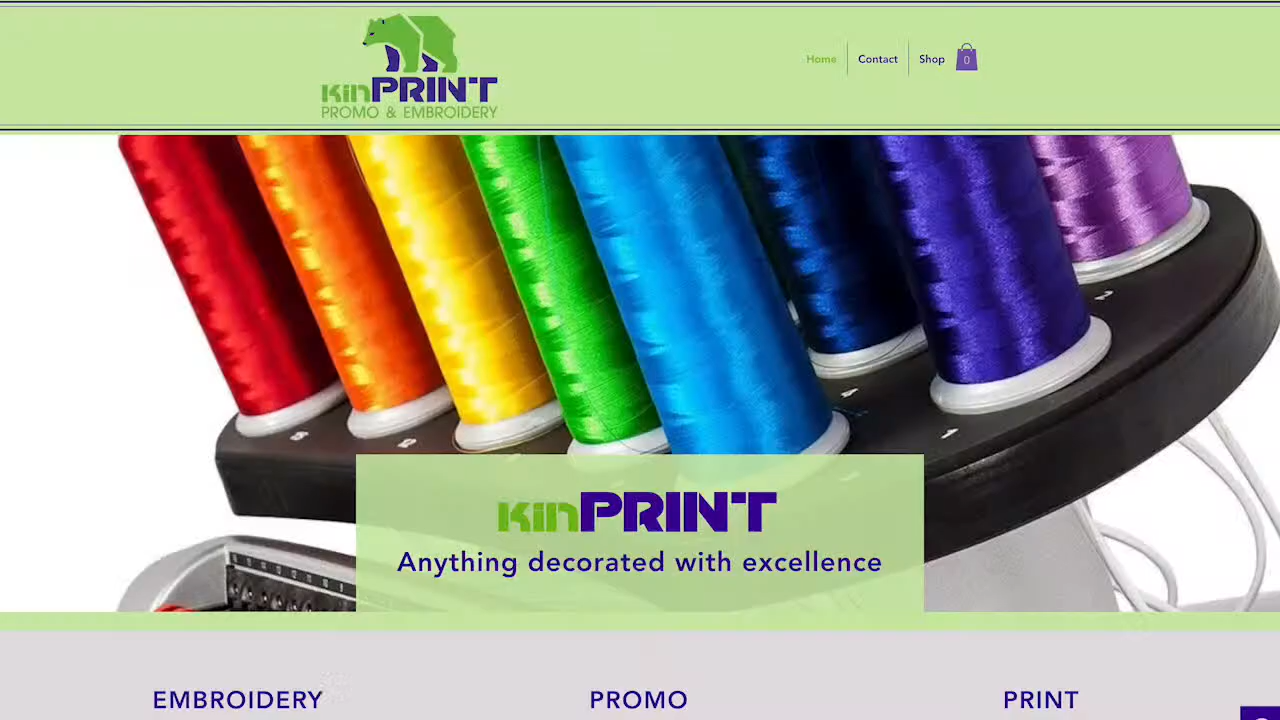 kinPRINT
PROMO & EMBROIDERY
Home
Contact
Shop
0
kinPRINT
Anything decorated with excellence
EMBROIDERY
PROMO
PRINT